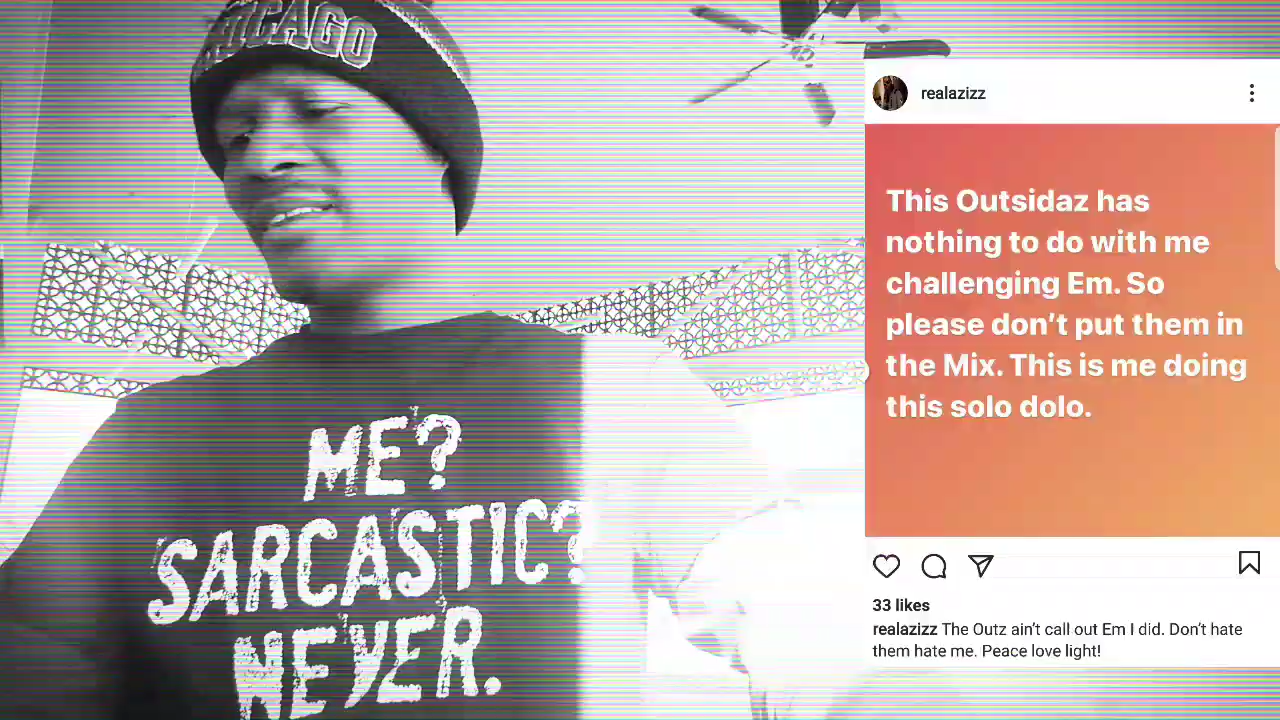 CHICAGO
ME?
SARCASTIC?
NEVER.
realazizz
This Outsidaz has
nothing to do with me
challenging Em. So
please don't put them in
the Mix. This is me doing
this solo dolo.
33 likes
realazizz The Outz ain't call out Em I did. Don't hate
them hate me. Peace love light!